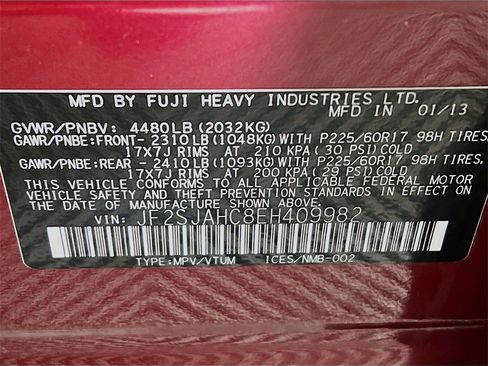 MFD BY FUJI HEAVY INDUSTRIES LTD.
MFD IN 01/13
GVWR/PNBV: 4480LB (2032KG)
GAWR/PNBE:FRONT-2310LB (1048KG)WITH P225/60R17 98H TIRES,
17X7J RIMS AT 210 KPA (30 PSI)COLD
GAWR/PNBE:REAR -2410LB (1093KG)WITH P225/60R17 98H TIRES,
17X7J RIMS AT 200 KPA (29 PSI)COLD
THIS VEHICLE CONFORMS TO ALL APPLICABLE FEDERAL MOTOR
VEHICLE SAFETY AND THEFT PREVENTION STANDARDS IN EFFECT
ON THE DATE OF MANUFACTURE SHOWN ABOVE.
VIN: JF2SJAHC8EH409982
TYPE:MPV/VTUM ICES/NMB-002